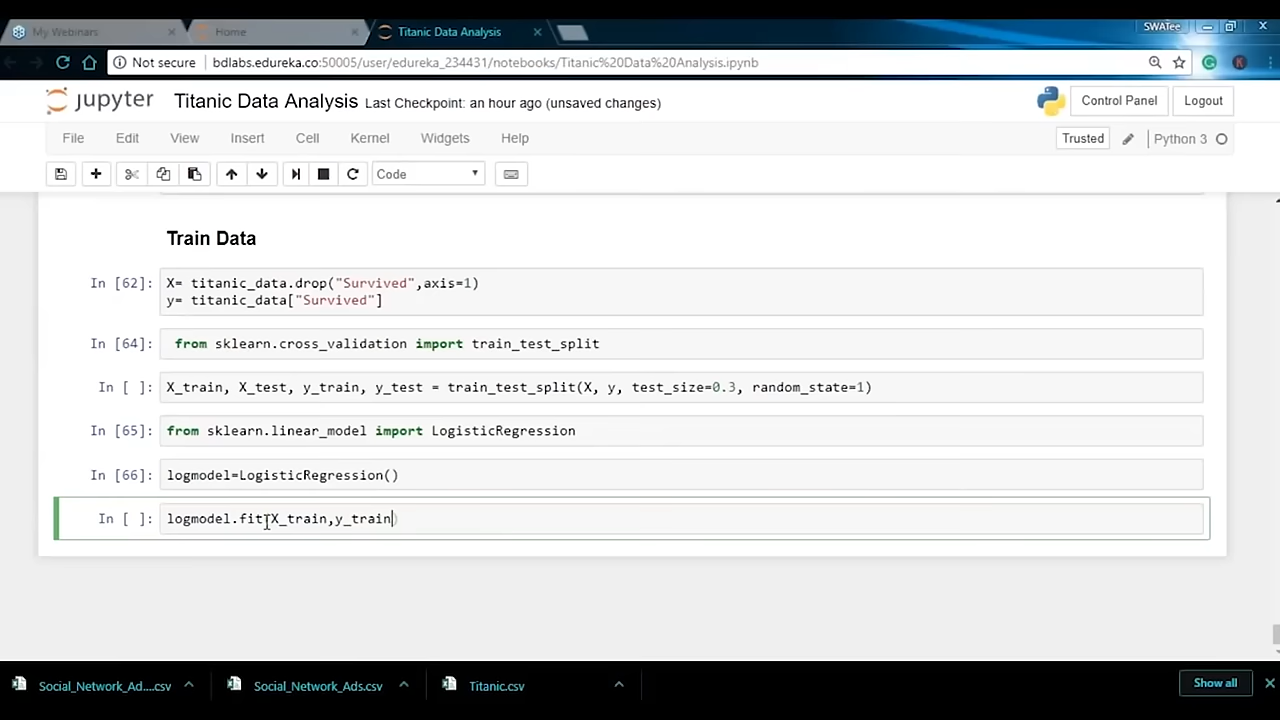 My Webinars
Home
Titanic Data Analysis
SWATee
Not secure
bdlabs.edureka.co:50005/user/edureka_234431/notebooks/Titanic%20Data%20Analysis.ipynb
jupyter
Titanic Data Analysis
Last Checkpoint: an hour ago (unsaved changes)
Control Panel
Logout
File
Edit
View
Insert
Cell
Kernel
Widgets
Help
Trusted
Python 3
Code
Train Data
In [62]:
X= titanic_data.drop("Survived",axis=1)
y= titanic_data["Survived"]
In [64]:
from sklearn.cross_validation import train_test_split
In [ ]:
X_train, X_test, y_train, y_test = train_test_split(X, y, test_size=0.3, random_state=1)
In [65]:
from sklearn.linear_model import LogisticRegression
In [66]:
logmodel=LogisticRegression()
In [ ]:
logmodel.fit(X_train,y_train)
Social_Network_Ad....csv
Social_Network_Ads.csv
Titanic.csv
Show all